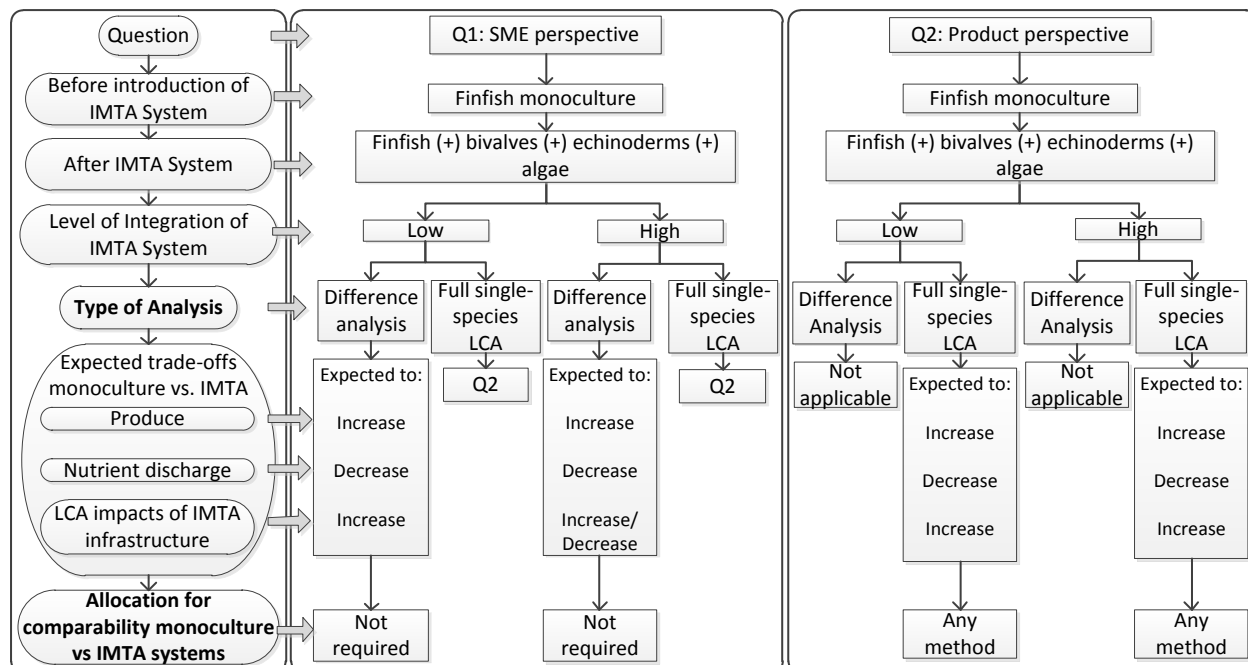 Question
Before introduction of
IMTA System
After IMTA System
Level of Integration of
IMTA System
Type of Analysis
Expected trade-offs
monoculture vs. IMTA
Produce
Nutrient discharge
LCA impacts of IMTA
infrastructure
Allocation for
comparability monoculture
vs IMTA systems
Q1: SME perspective
Finfish monoculture
Finfish (+) bivalves (+) echinoderms (+)
algae
Low
High
Difference
analysis
Full single-
species
LCA
Difference
analysis
Full single-
species
LCA
Expected to:
Increase
Decrease
Increase
Q2
Expected to:
Increase
Decrease
Increase/
Decrease
Q2
Not
required
Not
required
Q2: Product perspective
Finfish monoculture
Finfish (+) bivalves (+) echinoderms (+)
algae
Low
High
Difference
Analysis
Full single-
species
LCA
Difference
Analysis
Full single-
species
LCA
Not
applicable
Expected to:
Increase
Decrease
Increase
Not
applicable
Expected to:
Increase
Decrease
Increase
Any
method
Any
method